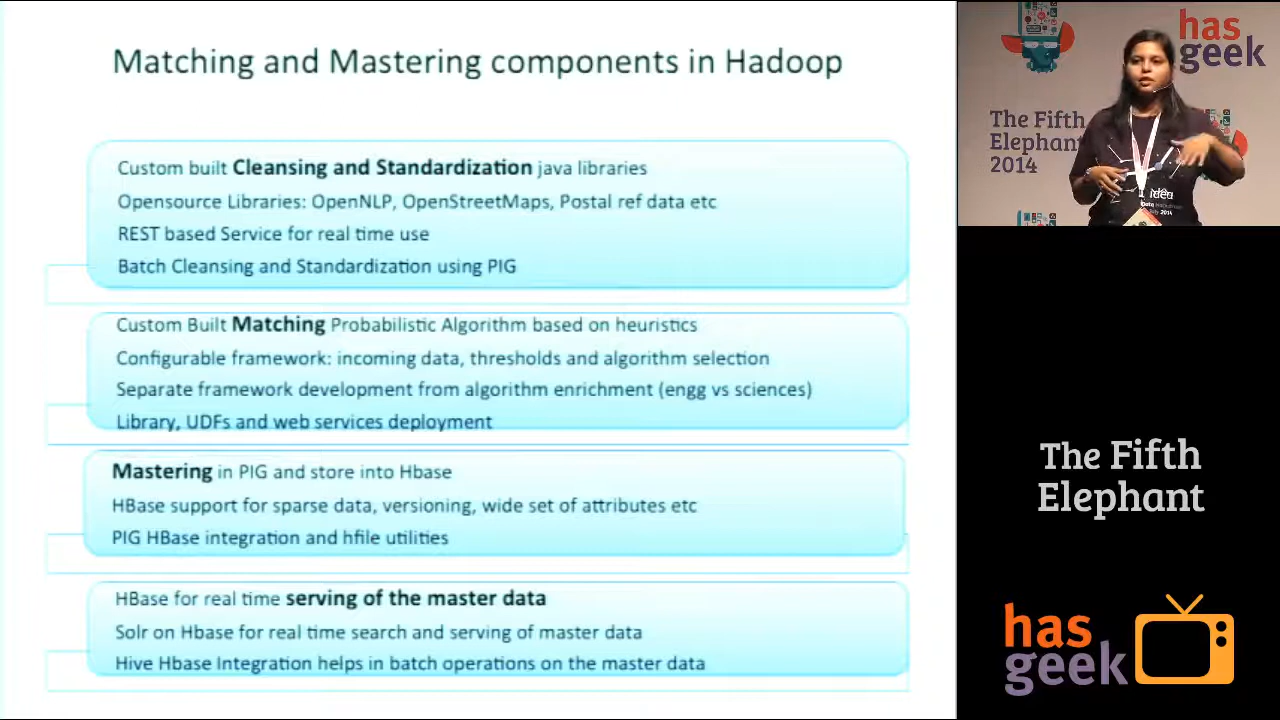 Matching and Mastering components in Hadoop
Custom built Cleansing and Standardization java libraries
Opensource Libraries: OpenNLP, OpenStreetMaps, Postal ref data etc
REST based Service for real time use
Batch Cleansing and Standardization using PIG
Custom Built Matching Probabilistic Algorithm based on heuristics
Configurable framework: incoming data, thresholds and algorithm selection
Separate framework development from algorithm enrichment (engg vs sciences)
Library, UDFs and web services deployment
Mastering in PIG and store into Hbase
HBase support for sparse data, versioning, wide set of attributes etc
PIG HBase integration and hfile utilities
HBase for real time serving of the master data
Solr on Hbase for real time search and serving of master data
Hive Hbase Integration helps in batch operations on the master data
has
geek
The Fifth
Elephant
2014
idea
2014
The Fifth
Elephant
has
geek